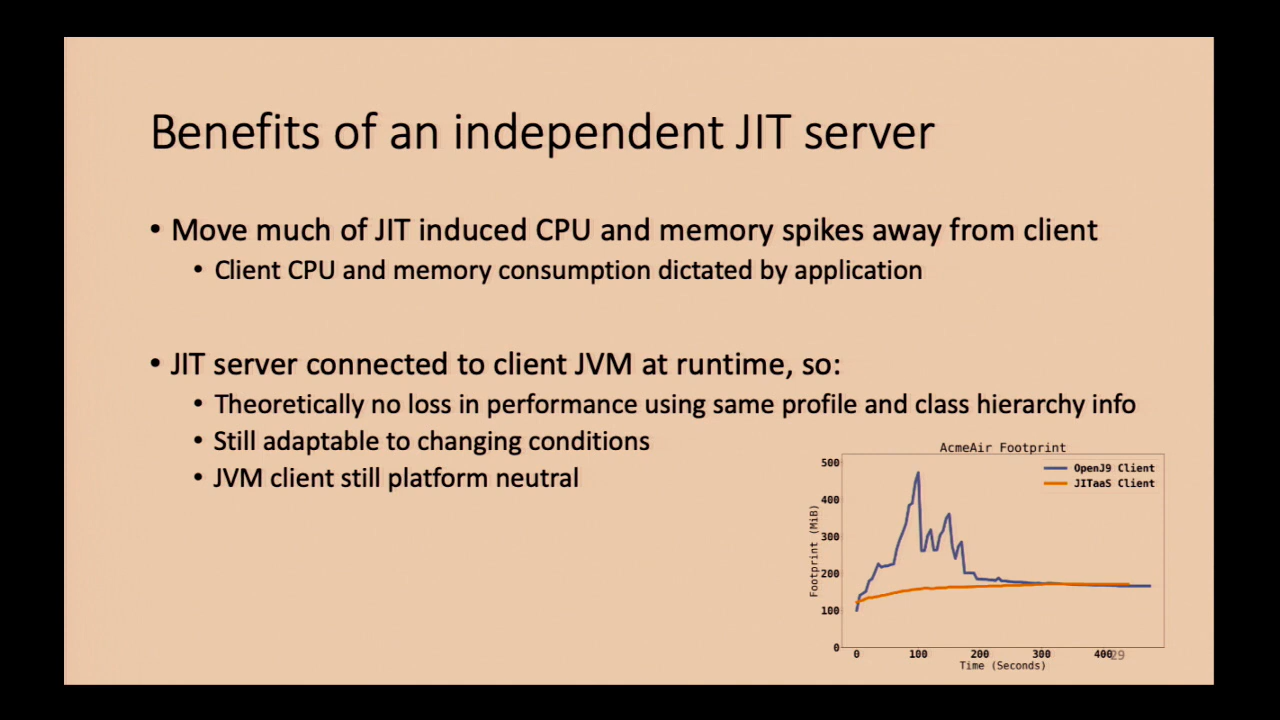 Benefits of an independent JIT server
• Move much of JIT induced CPU and memory spikes away from client
• Client CPU and memory consumption dictated by application
• JIT server connected to client JVM at runtime, so:
• Theoretically no loss in performance using same profile and class hierarchy info
• Still adaptable to changing conditions
• JVM client still platform neutral
AcmeAir Footprint
OpenJ9 Client
JITaaS Client
Footprint (MiB)
500
400
300
200
100
0
0 100 200 300 400
Time (Seconds)
29